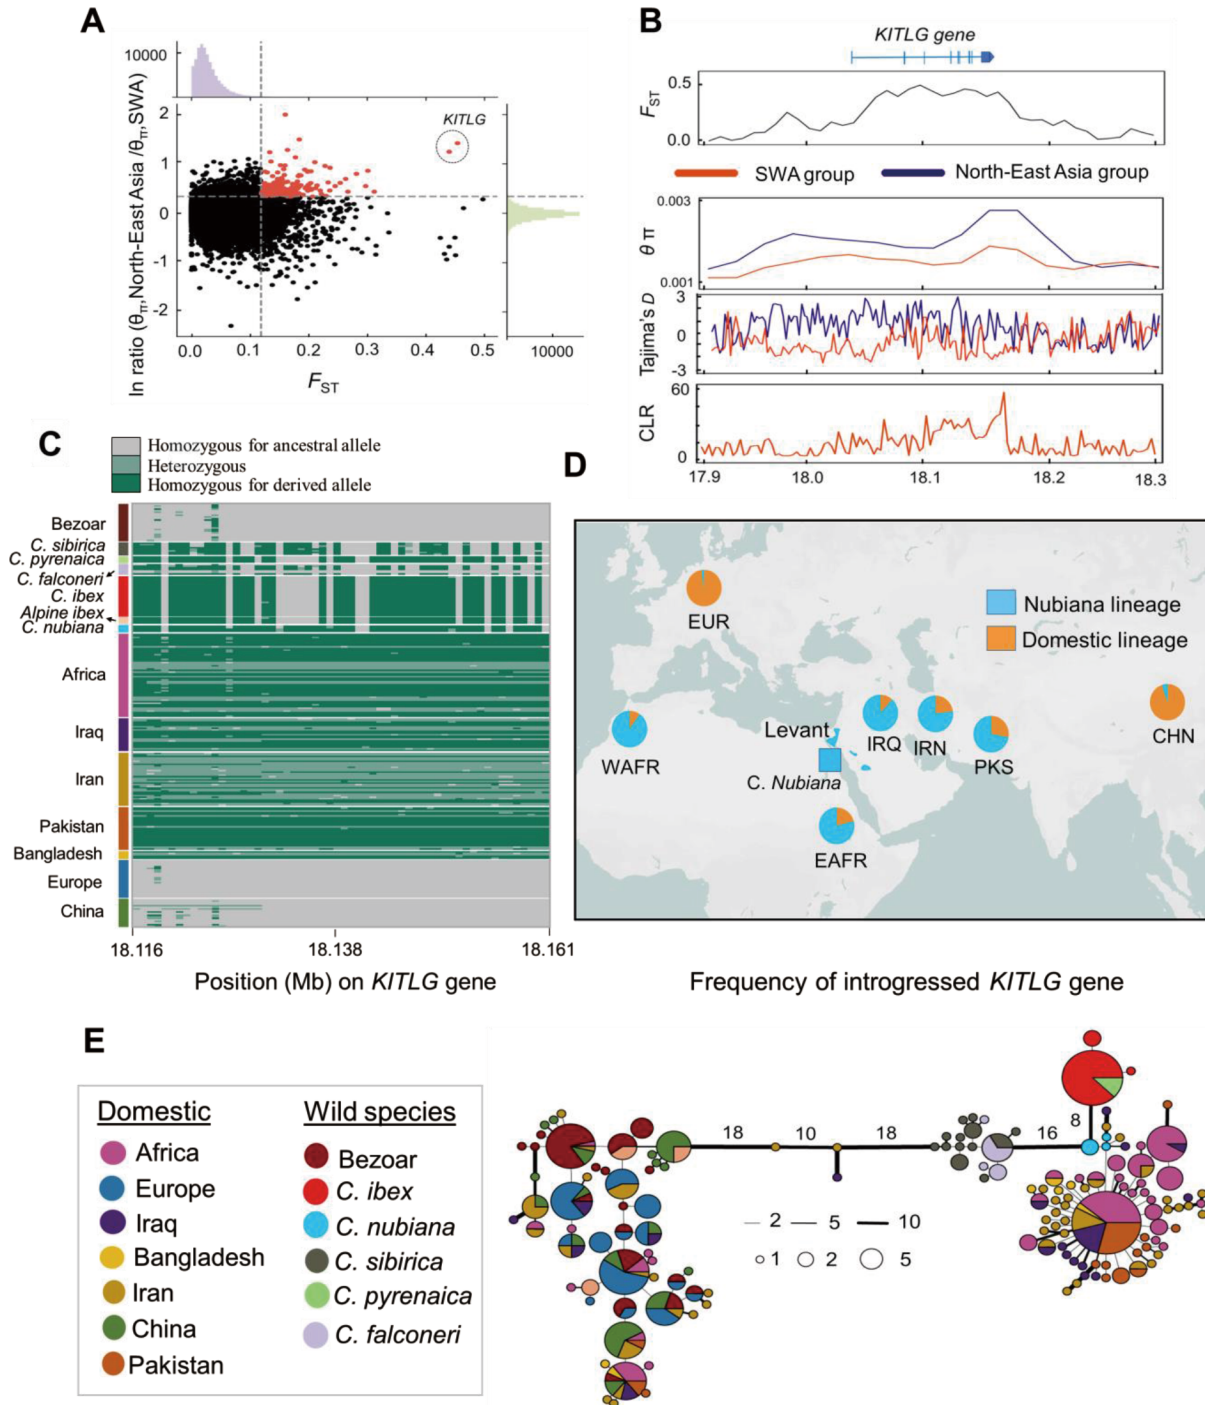 A
10000
ln ratio (θπ,North-East Asia /θπ,SWA)
2
1
0
-1
-2
KITLG
0.0 0.1 0.2 0.3 0.4 0.5
10000
FST
B
KITLG gene
FST
0.5
0.0
SWA group North-East Asia group
θ π
0.003
0.001
Tajima's D
3
0
-3
CLR
60
0
17.9 18.0 18.1 18.2 18.3
C
Homozygous for ancestral allele
Heterozygous
Homozygous for derived allele
Bezoar
C. sibirica
C. pyrenaica
C. falconeri
C. ibex
Alpine ibex
C. nubiana
Africa
Iraq
Iran
Pakistan
Bangladesh
Europe
China
18.116 18.138 18.161
Position (Mb) on KITLG gene
D
Nubiana lineage
Domestic lineage
EUR
WAFR
Levant
C. Nubiana
IRQ
IRN
PKS
CHN
EAFR
Frequency of introgressed KITLG gene
E
Domestic
Africa
Europe
Iraq
Bangladesh
Iran
China
Pakistan
Wild species
Bezoar
C. ibex
C. nubiana
C. sibirica
C. pyrenaica
C. falconeri
18 10 18 16 8
2 5 10
1 2 5